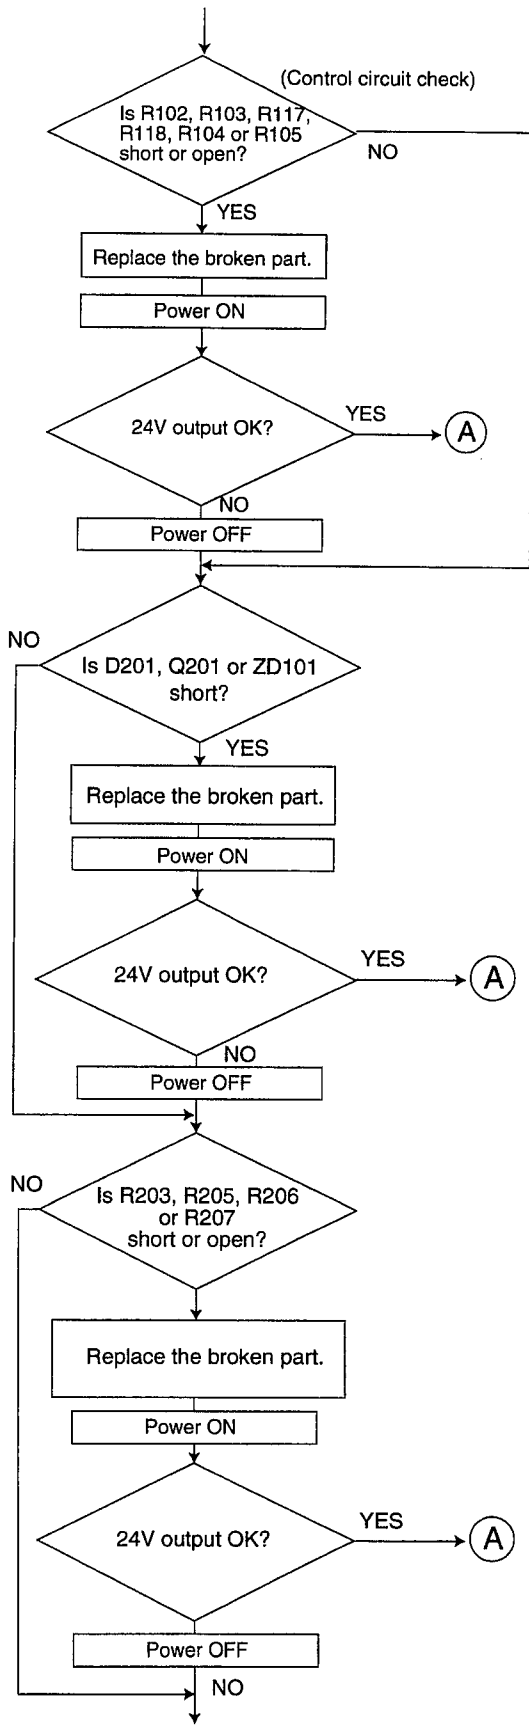 (Control circuit check)
Is R102, R103, R117,
R118, R104 or R105
short or open?
NO
YES
Replace the broken part.
Power ON
24V output OK?
YES
A
NO
Power OFF
NO
Is D201, Q201 or ZD101
short?
YES
Replace the broken part.
Power ON
24V output OK?
YES
A
NO
Power OFF
NO
Is R203, R205, R206
or R207
short or open?
Replace the broken part.
Power ON
24V output OK?
YES
A
Power OFF
NO